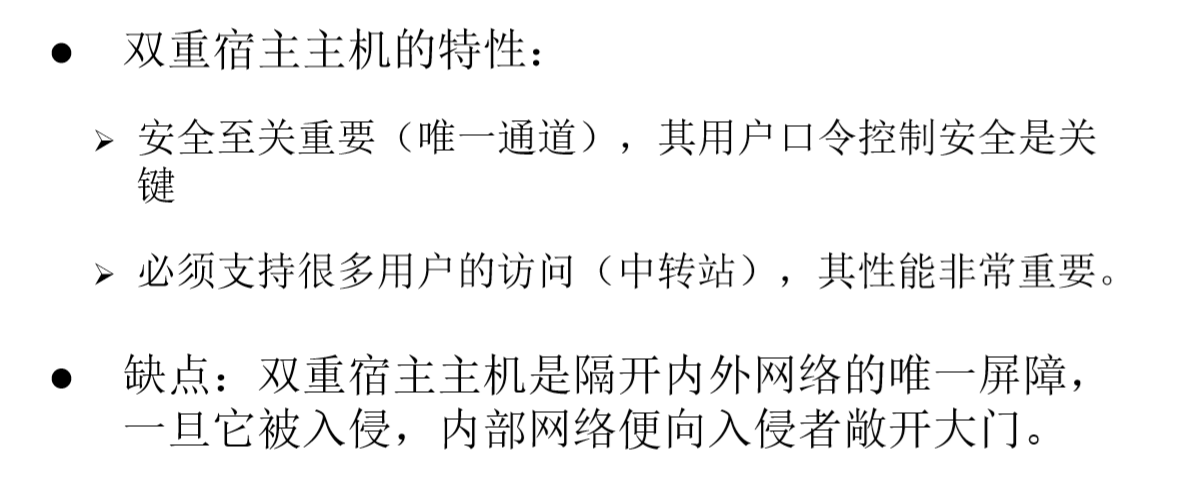 ● 双重宿主主机的特性：
➢ 安全至关重要（唯一通道），其用户口令控制安全是关
键
➢ 必须支持很多用户的访问（中转站），其性能非常重要。
● 缺点：双重宿主主机是隔开内外网络的唯一屏障，
一旦它被入侵，内部网络便向入侵者敞开大门。